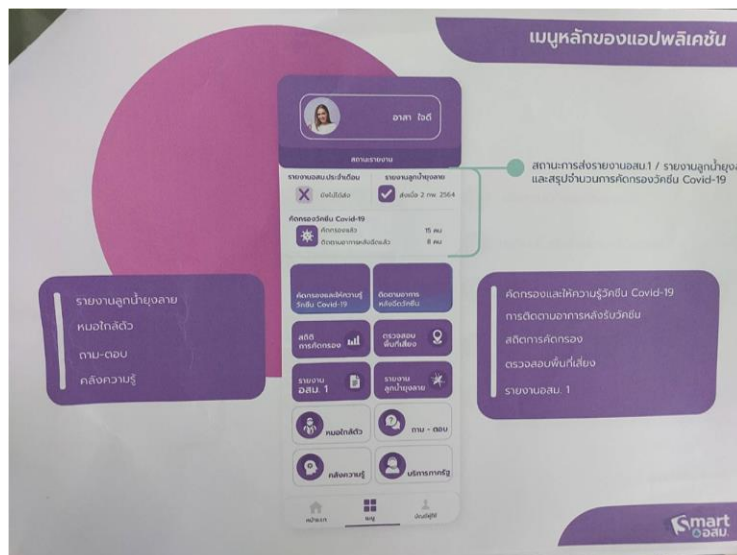 เมนูหลักของแอปพลิเคชัน
อาสา ใจดี
สถานะรายงาน
รายงานอสม.ประจำเดือน
รายงานลูกน้ำยุงลาย
ยังไม่ได้ส่ง
ส่งเมื่อ 2 กพ. 2564
คัดกรองวัคซีน Covid-19
คัดกรองแล้ว 15 คน
ติดตามอาการหลังฉีดแล้ว 8 คน
สถานะการส่งรายงานอสม.1 / รายงานลูกน้ำยุงล
และสรุปจำนวนการคัดกรองวัคซีน Covid-19
รายงานลูกน้ำยุงลาย
หมอใกล้ตัว
ถาม-ตอบ
คลังความรู้
คัดกรองและให้ความรู้
วัคซีน Covid-19
ติดตามอาการ
หลังฉีดวัคซีน
สถิติ
การคัดกรอง
ตรวจสอบ
พื้นที่เสี่ยง
รายงาน
อสม. 1
รายงาน
ลูกน้ำยุงลาย
หมอใกล้ตัว
ถาม - ตอบ
คลังความรู้
บริการภาครัฐ
หน้าแรก
เมนู
บัญชีผู้ใช้
คัดกรองและให้ความรู้วัคซีน Covid-19
การติดตามอาการหลังรับวัคซีน
สถิติการคัดกรอง
ตรวจสอบพื้นที่เสี่ยง
รายงานอสม. 1
Smart
อสม.